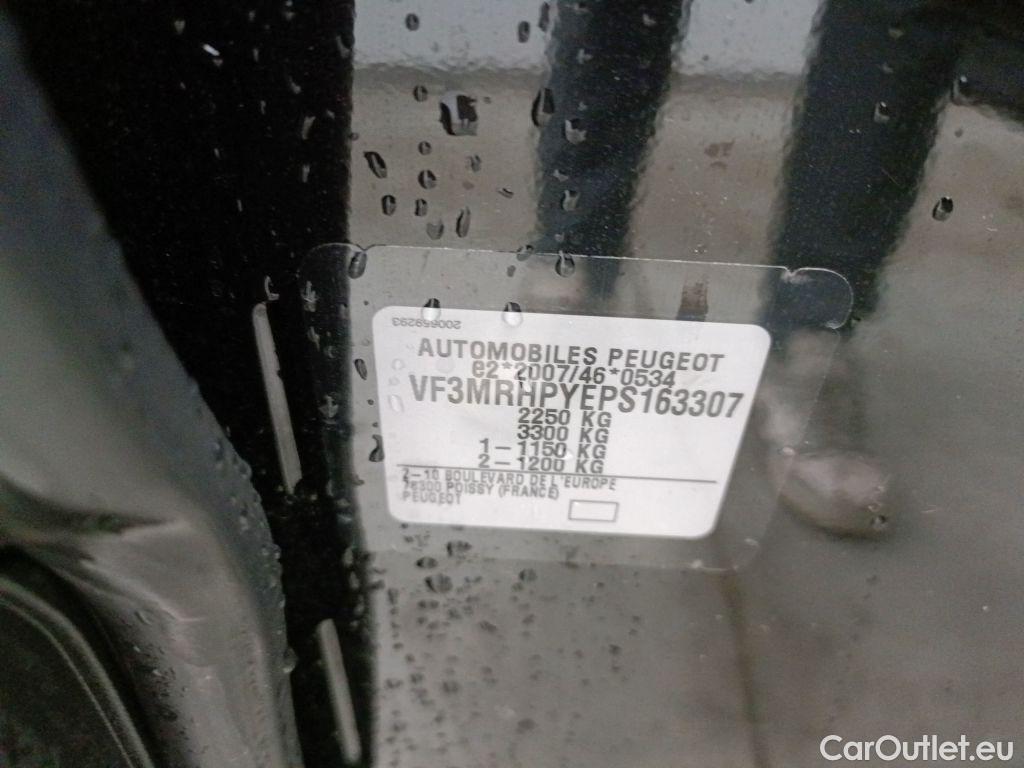 200659293
AUTOMOBILES PEUGEOT
e2*2007/46*0534
VF3MRHPYEPS163307
2250 KG
3300 KG
1-1150 KG
2-1200 KG
2-10 BOULEVARD DE L'EUROPE
78300 POISSY (FRANCE)
PEUGEOT
CarOutlet.eu